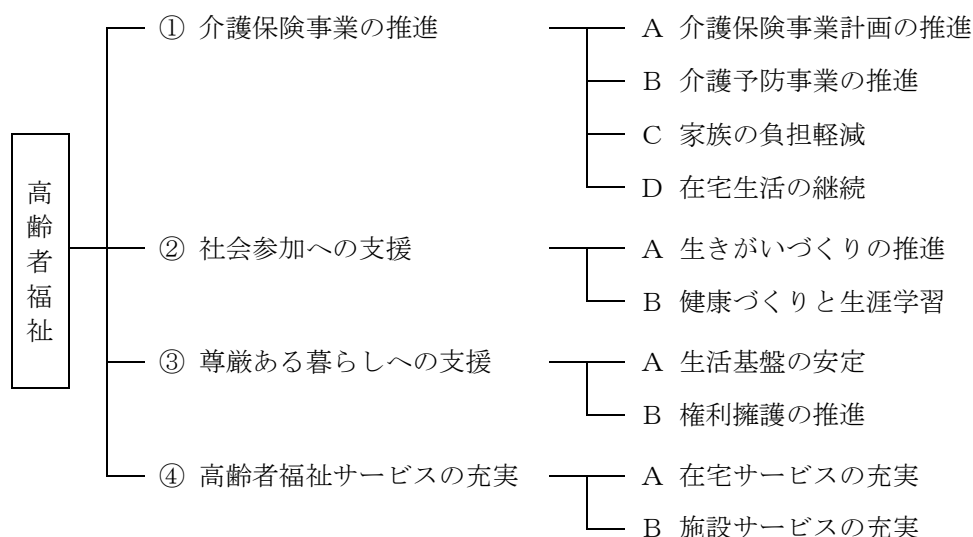 高齢者福祉
① 介護保険事業の推進
A 介護保険事業計画の推進
B 介護予防事業の推進
C 家族の負担軽減
D 在宅生活の継続
② 社会参加への支援
A 生きがいづくりの推進
B 健康づくりと生涯学習
③ 尊厳ある暮らしへの支援
A 生活基盤の安定
B 権利擁護の推進
④ 高齢者福祉サービスの充実
A 在宅サービスの充実
B 施設サービスの充実